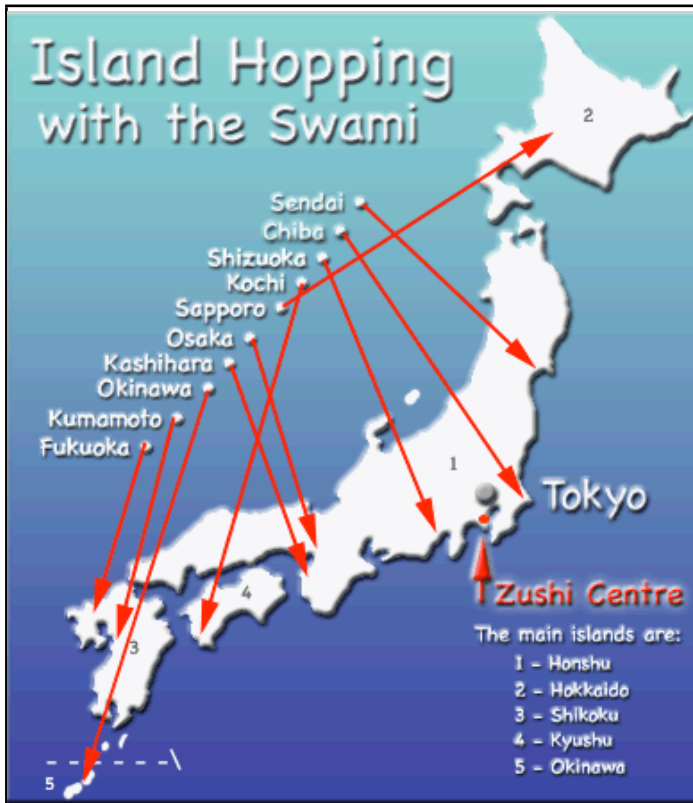 Island Hopping
with the Swami
2
Sendai
Chiba
Shizuoka
Kochi
Sapporo
Osaka
Kashihara
Okinawa
Kumamoto
Fukuoka
1
Tokyo
4
3
Zushi Centre
The main islands are:
1 - Honshu
2 - Hokkaido
3 - Shikoku
4 - Kyushu
5 - Okinawa
5